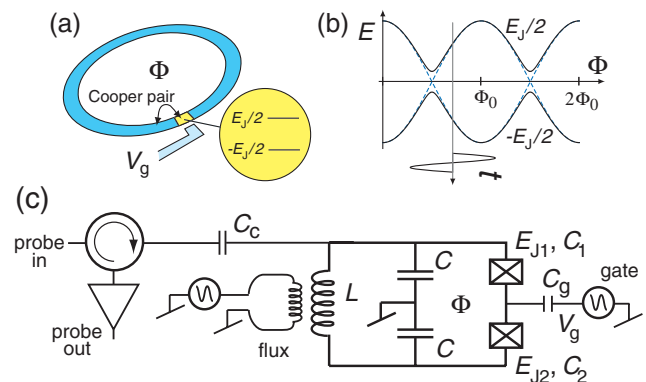 (a)
Φ
Cooper pair
E_J/2
-E_J/2
V_g
(b)
E
E_J/2
Φ
Φ_0
2Φ_0
-E_J/2
t
(c)
probe
in
probe
out
C_c
flux
L
C
C
Φ
E_J1, C_1
C_g
gate
V_g
E_J2, C_2